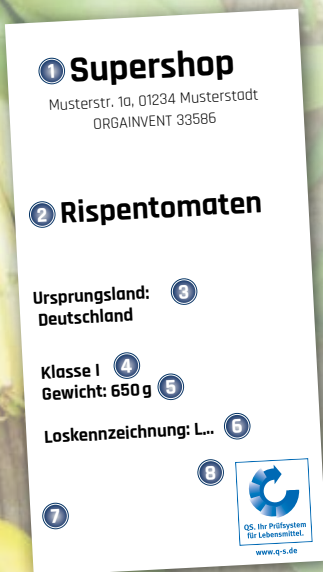 1 Supershop
Musterstr. 1a, 01234 Musterstadt
ORGAINVENT 33586
2 Rispentomaten
Ursprungsland: 3
Deutschland
Klasse I 4
Gewicht: 650 g 5
Loskennzeichnung: L... 6
8
7
QS. Ihr Prüfsystem
für Lebensmittel.
www.q-s.de